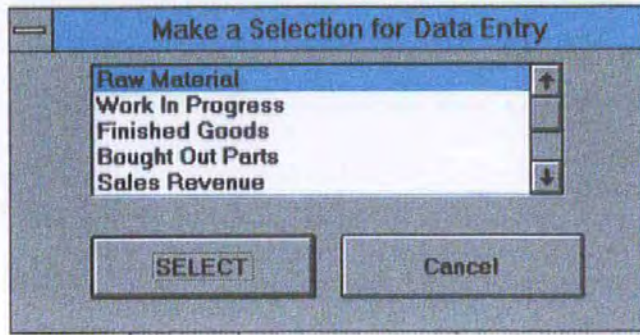 Make a Selection for Data Entry
Raw Material
Work In Progress
Finished Goods
Bought Out Parts
Sales Revenue
SELECT
Cancel